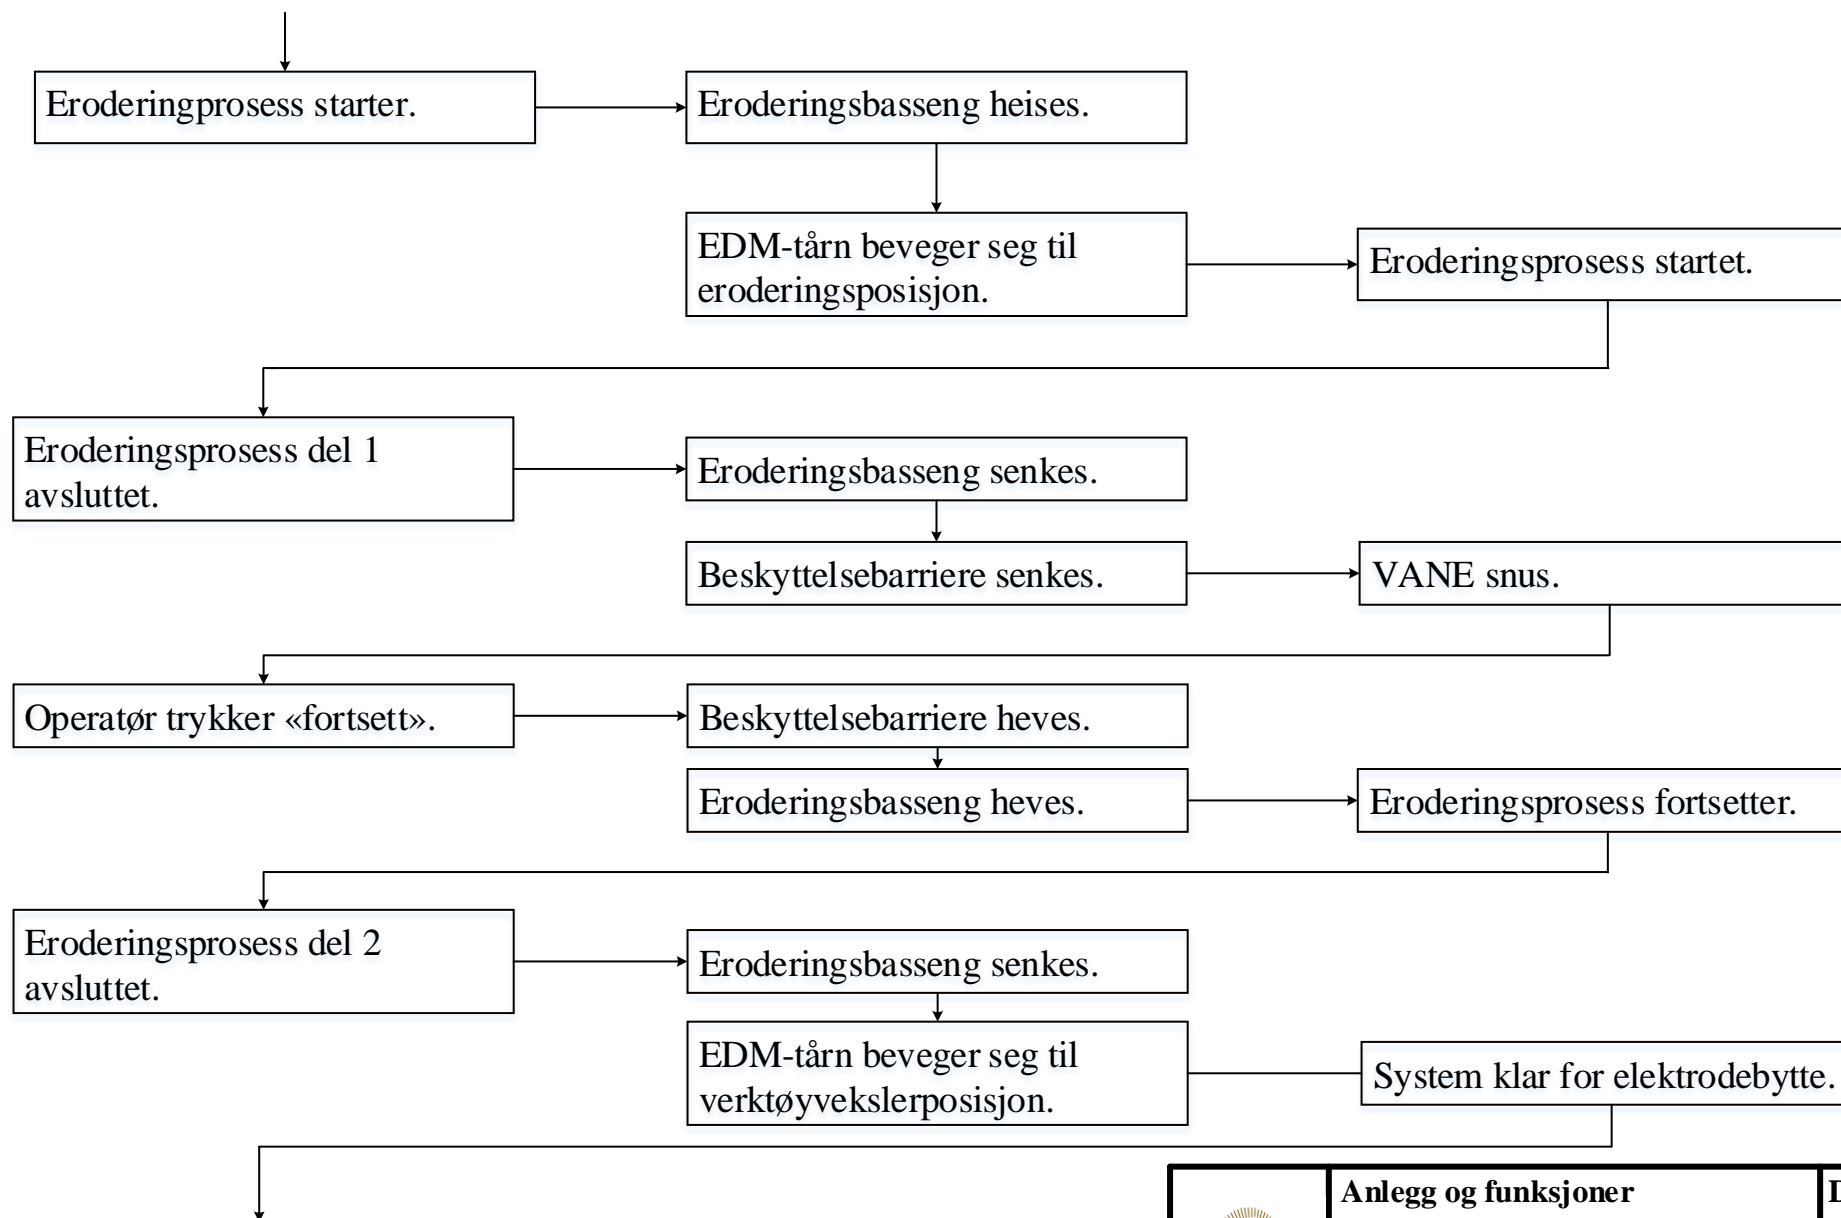 Eroderingprosess starter.
Eroderingsbasseng heises.
EDM-tårn beveger seg til
eroderingsposisjon.
Eroderingsprosess startet.
Eroderingsprosess del 1
avsluttet.
Eroderingsbasseng senkes.
Beskyttelsebarriere senkes.
VANE snus.
Operatør trykker «fortsett».
Beskyttelsebarriere heves.
Eroderingsbasseng heves.
Eroderingsprosess fortsetter.
Eroderingsprosess del 2
avsluttet.
Eroderingsbasseng senkes.
EDM-tårn beveger seg til
verktøyvekslerposisjon.
System klar for elektrodebytte.
Anlegg og funksjoner